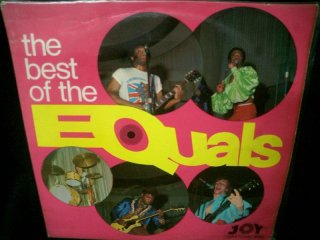 the
best
of the
EQuals
JOY